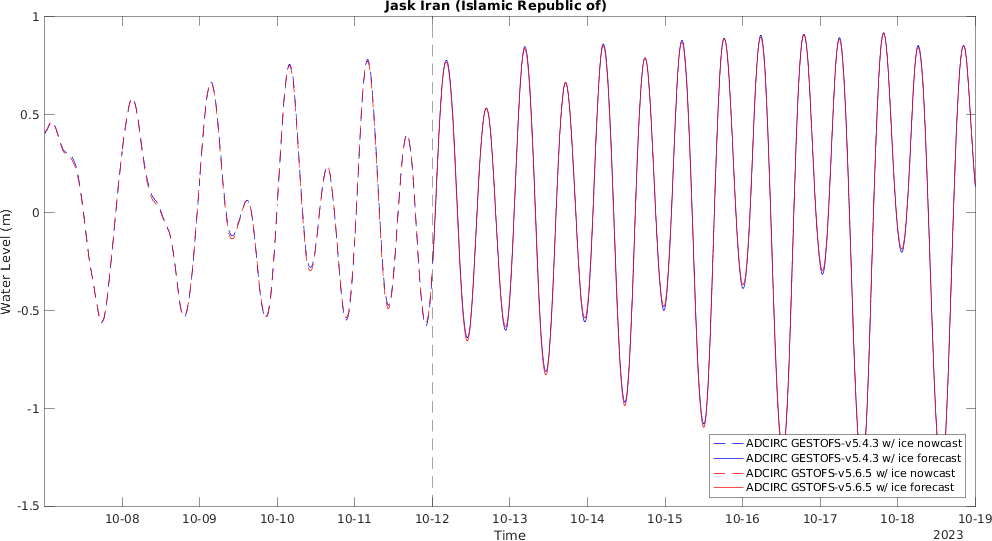 Jask Iran (Islamic Republic of)
1
0.5
0
-0.5
-1
-1.5
Water Level (m)
ADCIRC GESTOFS-v5.4.3 w/ ice nowcast
ADCIRC GESTOFS-v5.4.3 w/ ice forecast
ADCIRC GSTOFS-v5.6.5 w/ ice nowcast
ADCIRC GSTOFS-v5.6.5 w/ ice forecast
10-08 10-09 10-10 10-11 10-12 10-13 10-14 10-15 10-16 10-17 10-18 10-19
Time
2023